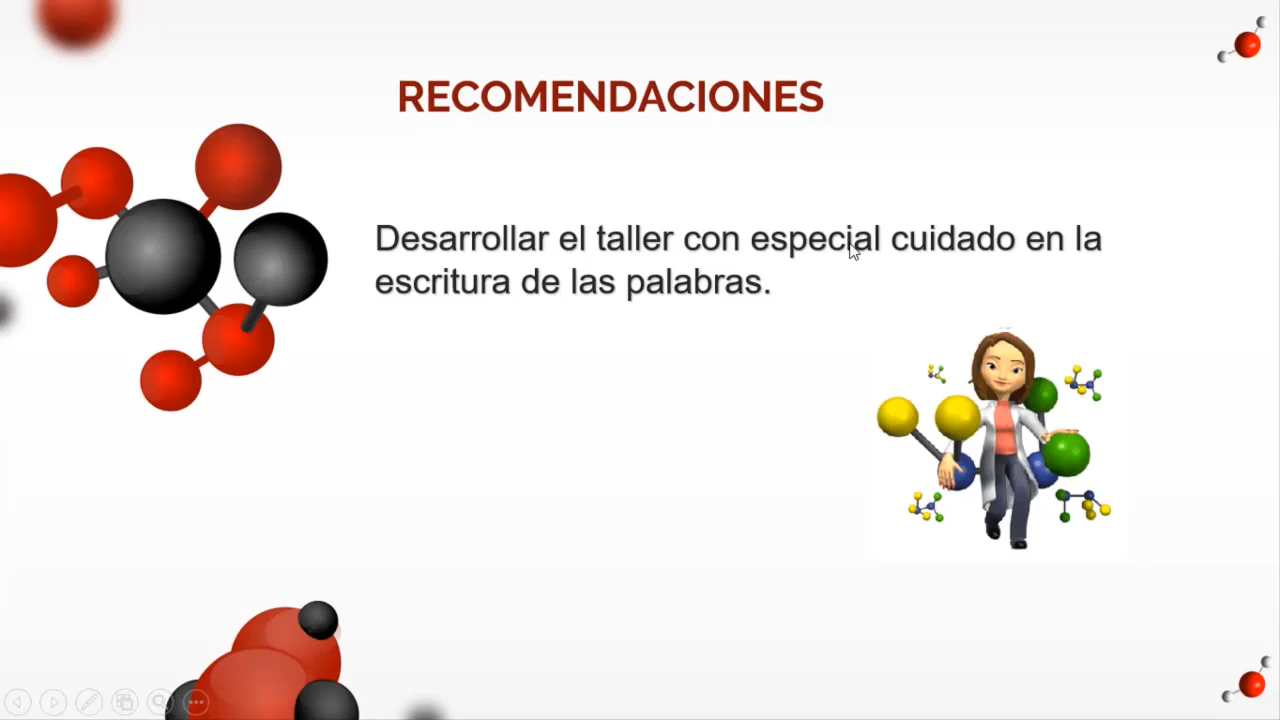 RECOMENDACIONES
Desarrollar el taller con especial cuidado en la
escritura de las palabras.